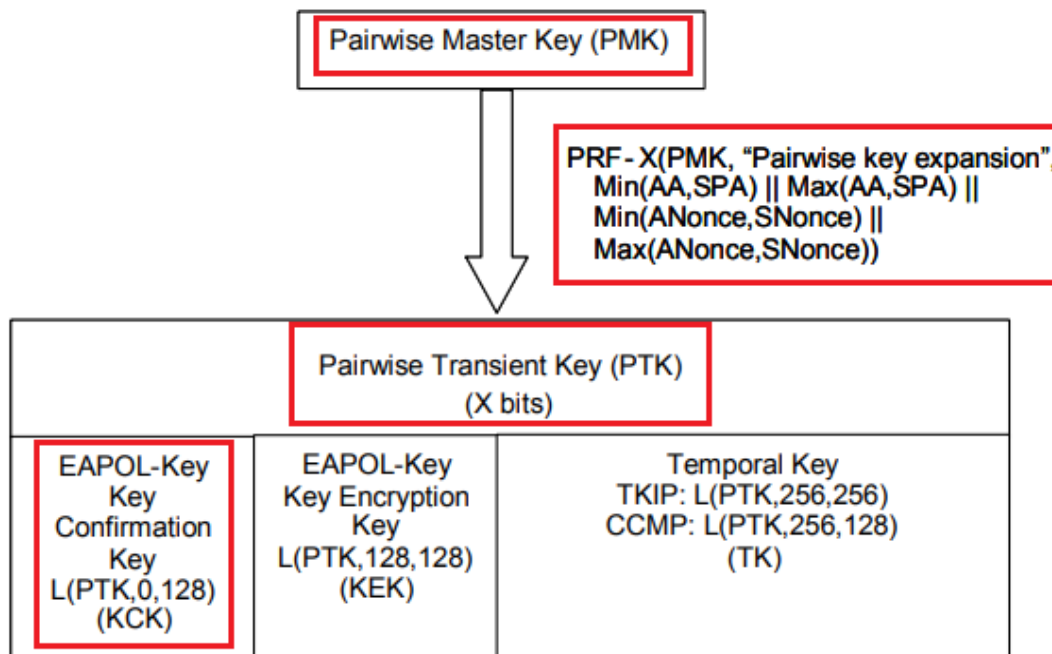 Pairwise Master Key (PMK)
PRF-X(PMK, “Pairwise key expansion”,
Min(AA,SPA) || Max(AA,SPA) ||
Min(ANonce,SNonce) ||
Max(ANonce,SNonce))
Pairwise Transient Key (PTK)
(X bits)
EAPOL-Key
Key
Confirmation
Key
L(PTK,0,128)
(KCK)
EAPOL-Key
Key Encryption
Key
L(PTK,128,128)
(KEK)
Temporal Key
TKIP: L(PTK,256,256)
CCMP: L(PTK,256,128)
(TK)